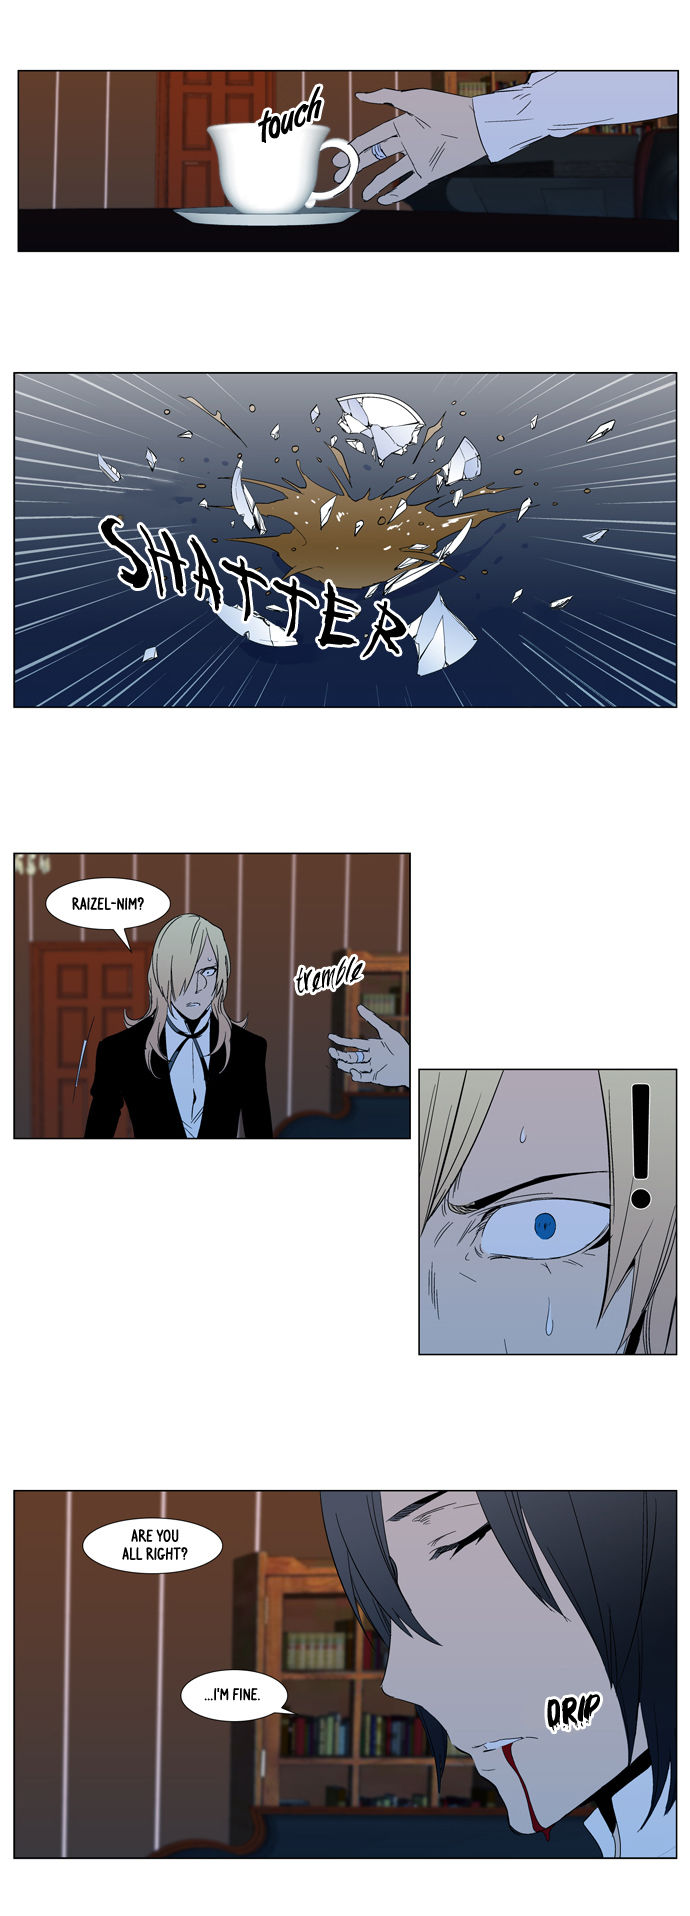 touch
SHATTER
RAIZEL-NIM?
tremble
!
ARE YOU
ALL RIGHT?
...I'M FINE.
DRIP